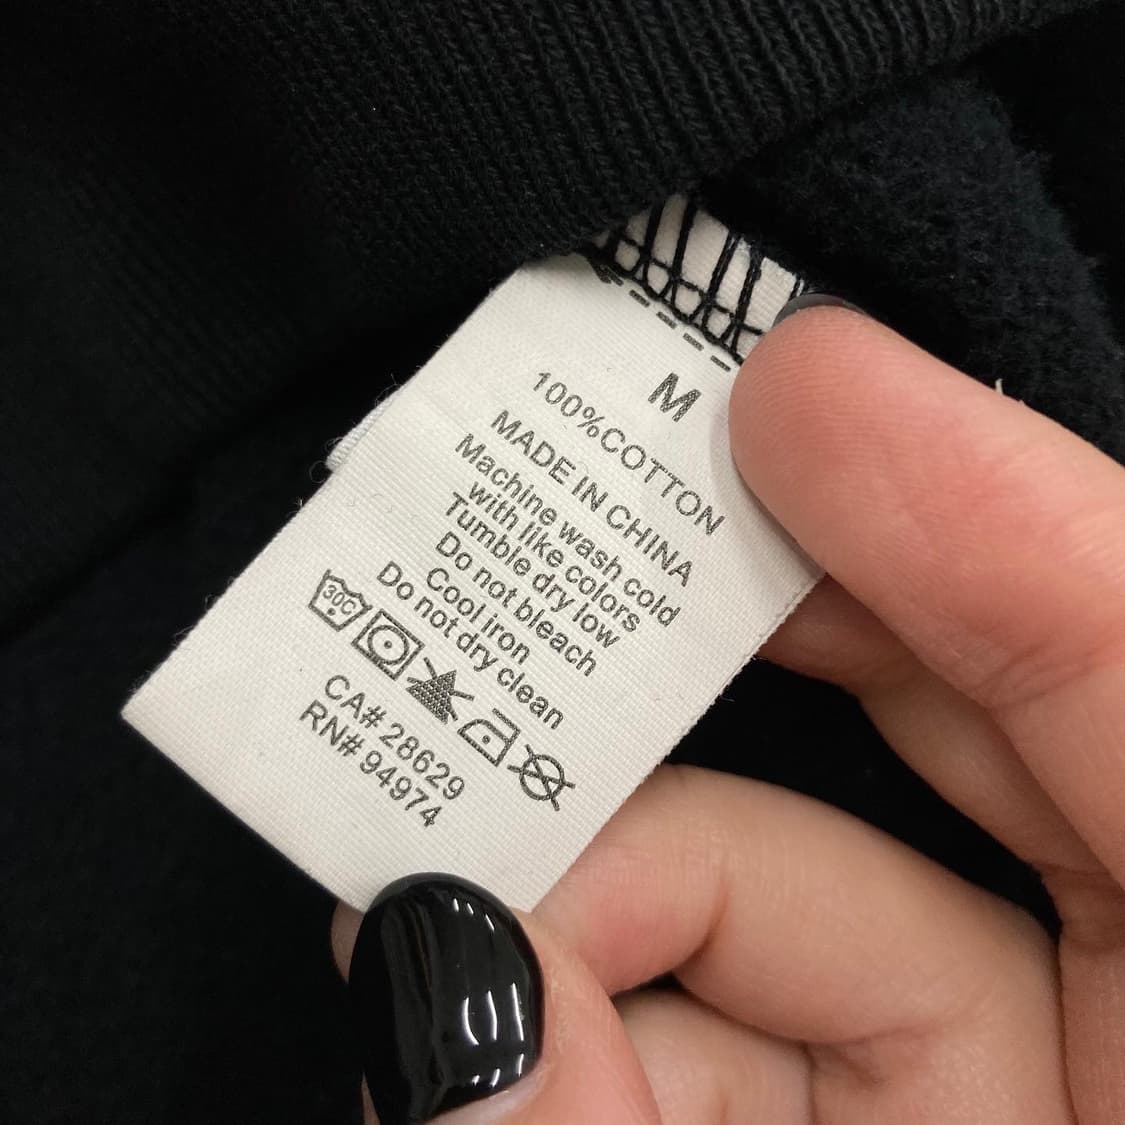 M
100%COTTON
MADE IN CHINA
Machine wash cold
with like colors
Tumble dry low
Do not bleach
Cool iron
Do not dry clean
30C
CA# 28629
RN# 94974